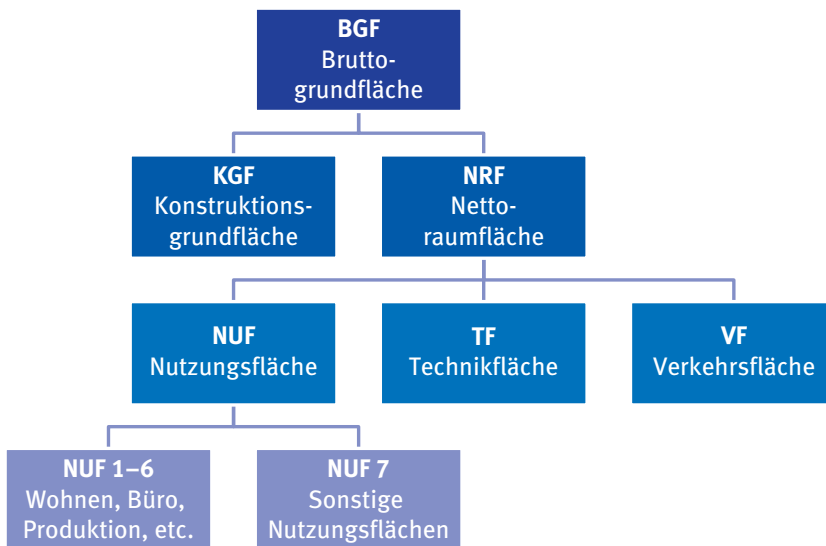 BGF
Brutto-
grundfläche
KGF
Konstruktions-
grundfläche
NRF
Netto-
raumfläche
NUF
Nutzungsfläche
TF
Technikfläche
VF
Verkehrsfläche
NUF 1–6
Wohnen, Büro,
Produktion, etc.
NUF 7
Sonstige
Nutzungsflächen